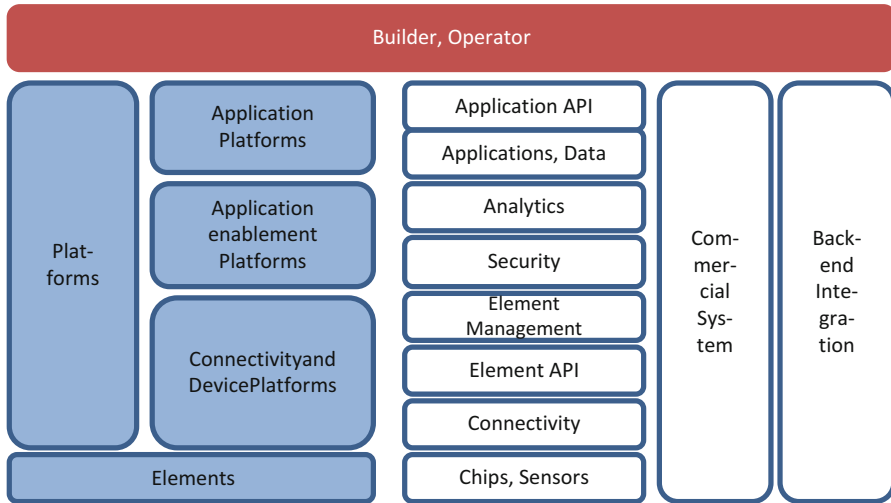 Builder, Operator
Plat-
forms
Application
Platforms
Application
enablement
Platforms
Connectivityand
DevicePlatforms
Elements
Application API
Applications, Data
Analytics
Security
Element
Management
Element API
Connectivity
Chips, Sensors
Com-
mer-
cial
Sys-
tem
Back-
end
Inte-
gra-
tion